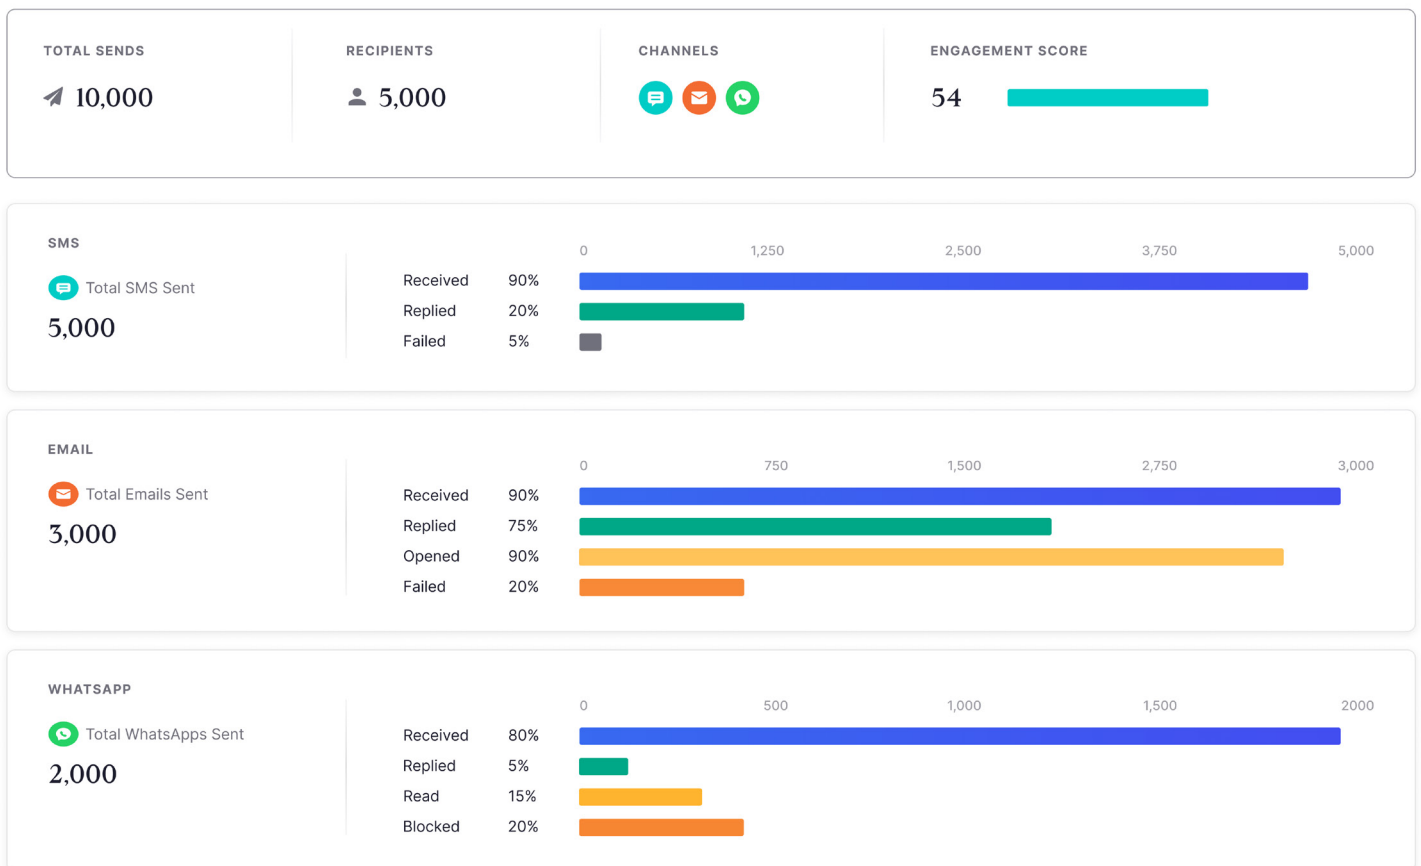 TOTAL SENDS
10,000
RECIPIENTS
5,000
CHANNELS
ENGAGEMENT SCORE
54
SMS
Total SMS Sent
5,000
0 1,250 2,500 3,750 5,000
Received 90%
Replied 20%
Failed 5%
EMAIL
Total Emails Sent
3,000
0 750 1,500 2,750 3,000
Received 90%
Replied 75%
Opened 90%
Failed 20%
WHATSAPP
Total WhatsApps Sent
2,000
0 500 1,000 1,500 2000
Received 80%
Replied 5%
Read 15%
Blocked 20%